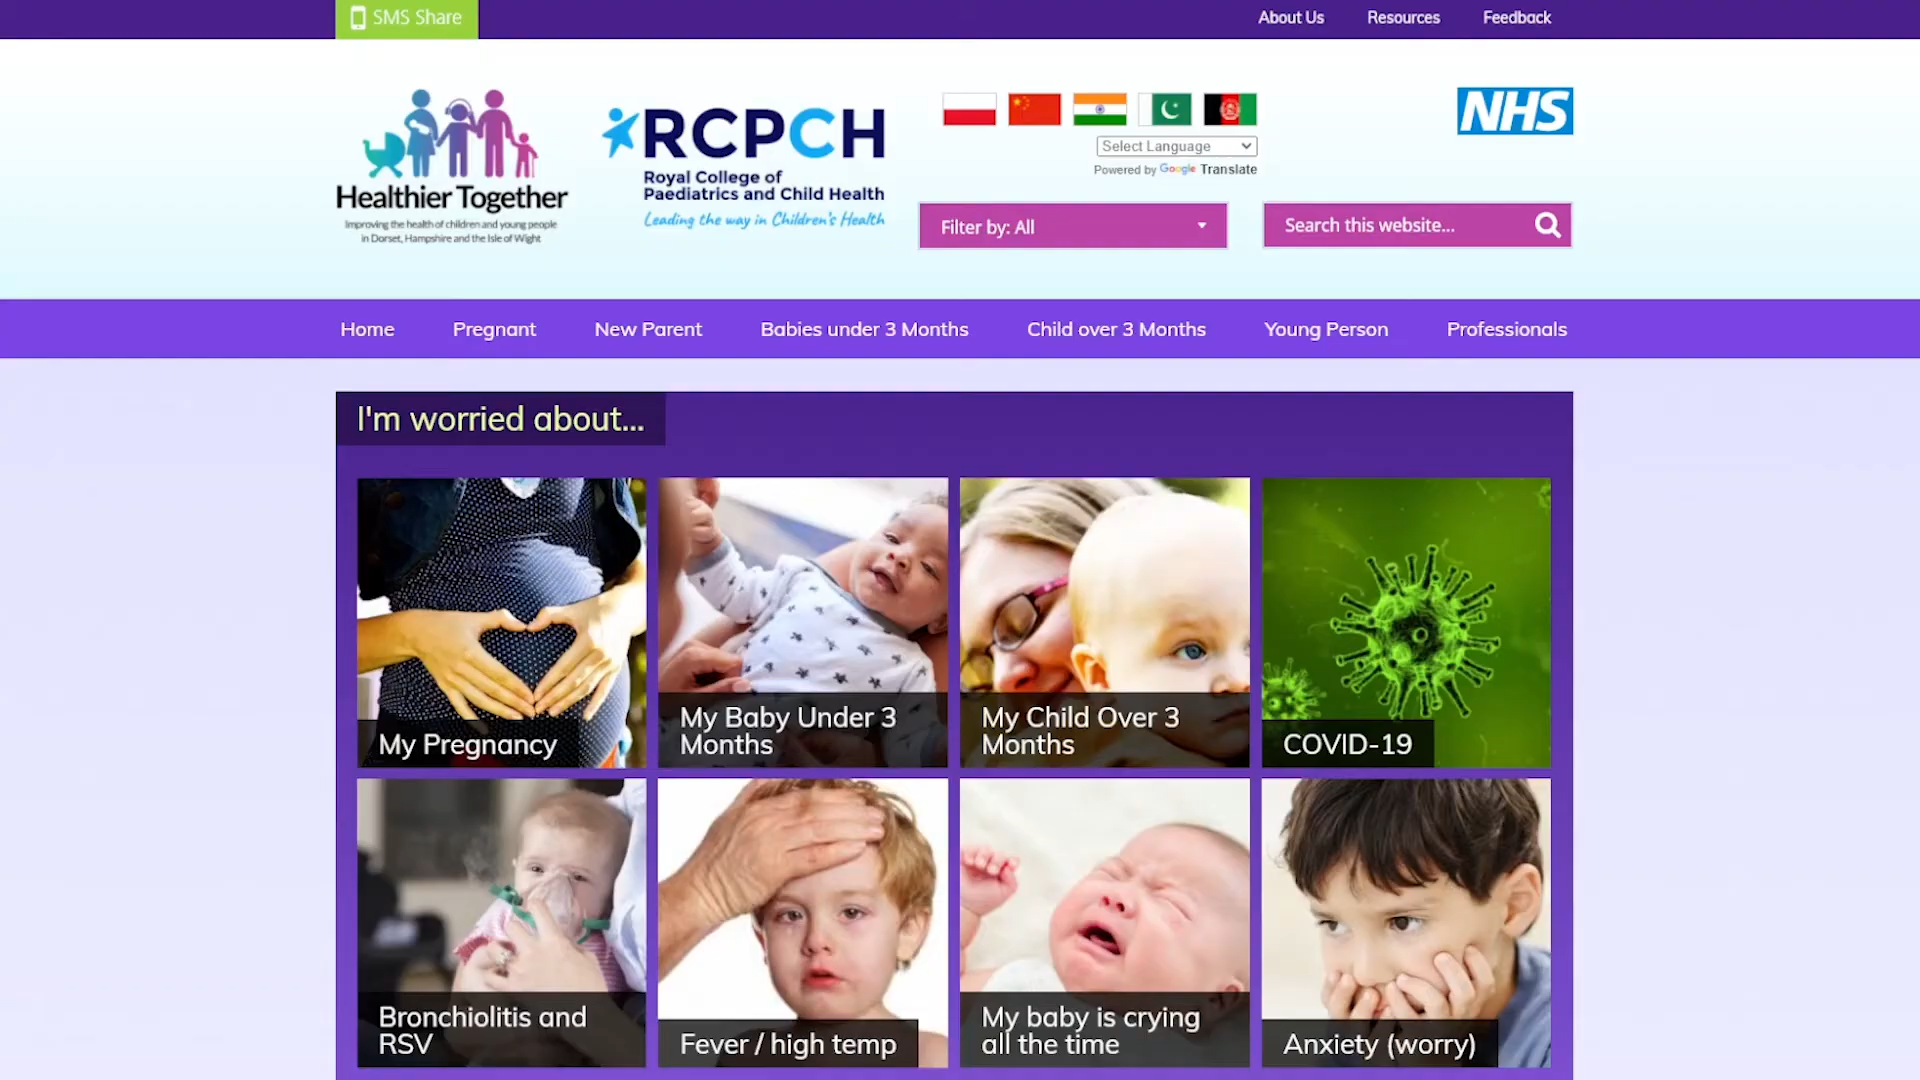 SMS Share
About Us
Resources
Feedback
Healthier Together
Improving the health of children and young people
in Dorset, Hampshire and the Isle of Wight
RCPCH
Royal College of
Paediatrics and Child Health
Leading the way in Children's Health
Select Language
Powered by Google Translate
NHS
Filter by: All
Search this website...
Home
Pregnant
New Parent
Babies under 3 Months
Child over 3 Months
Young Person
Professionals
I'm worried about...
My Pregnancy
My Baby Under 3
Months
My Child Over 3
Months
COVID-19
Bronchiolitis and
RSV
Fever / high temp
My baby is crying
all the time
Anxiety (worry)